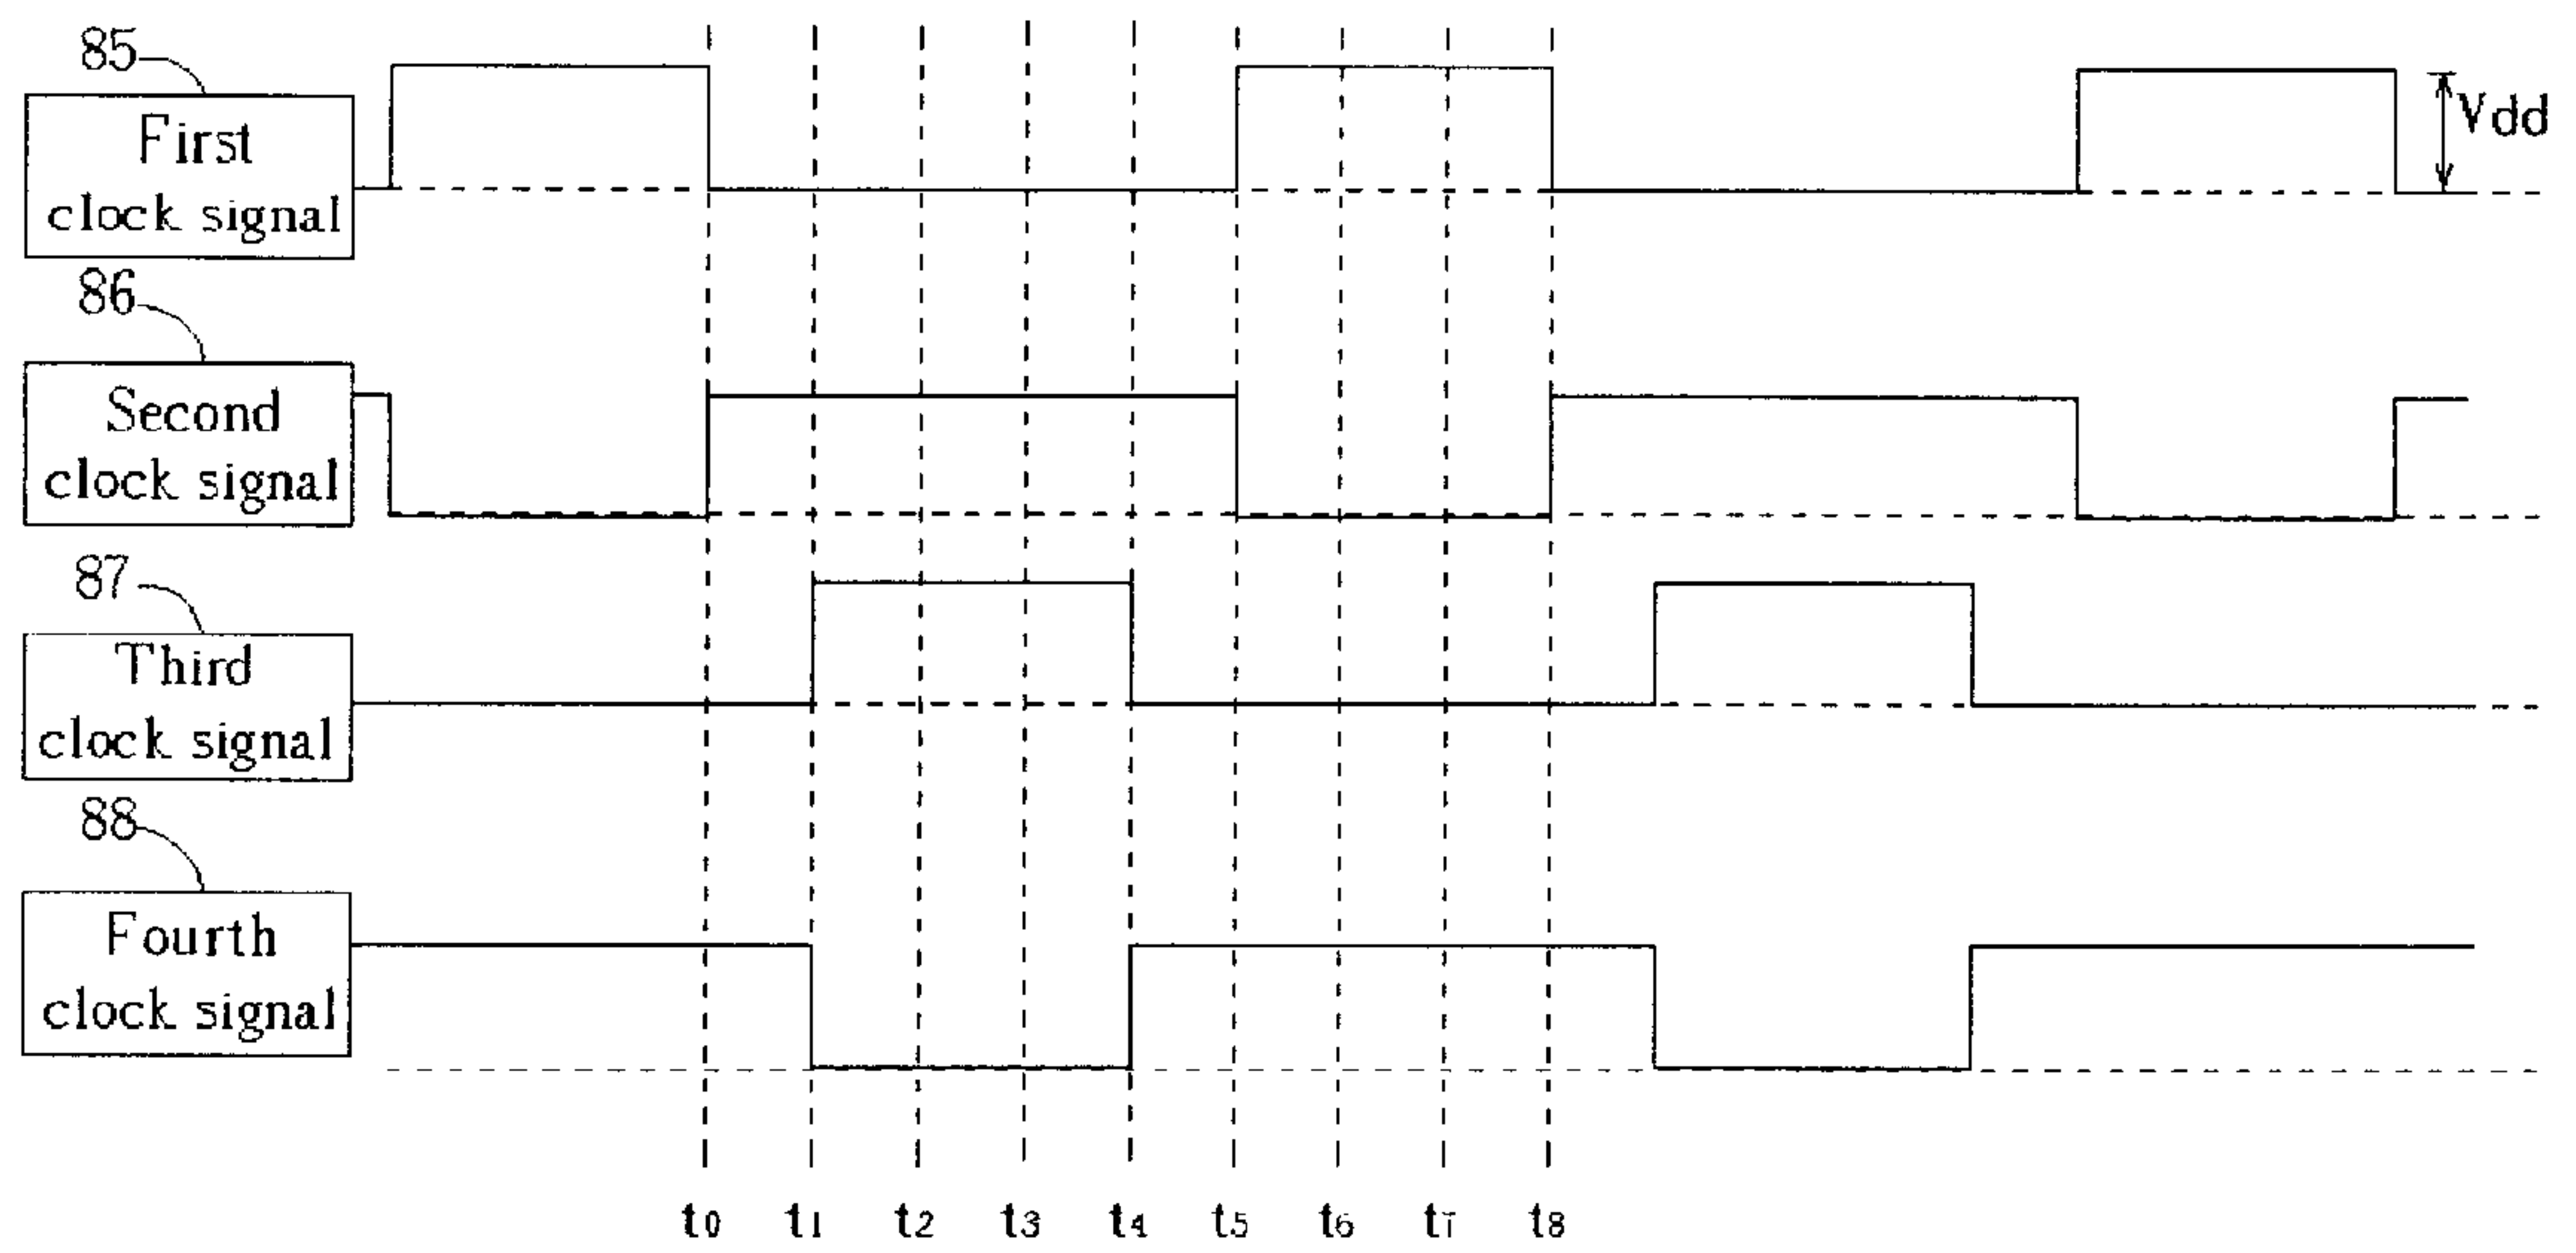 85
First
clock signal
Vdd
86
Second
clock signal
87
Third
clock signal
88
Fourth
clock signal
t0 t1 t2 t3 t4 t5 t6 t7 t8